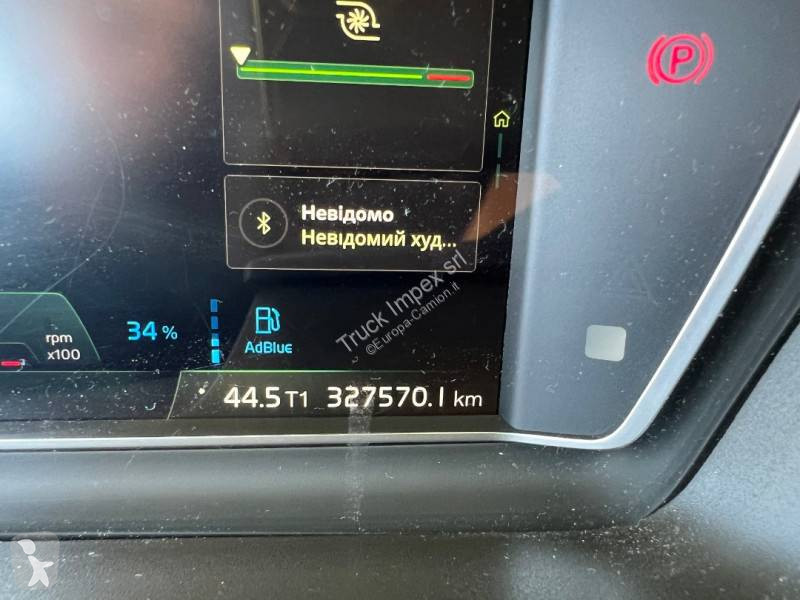 P
Невідомо
Невідомий худ...
rpm
x100
34 %
AdBlue
44.5 T1 327570.1 km
Truck Impex srl
©Europa-Camion.it